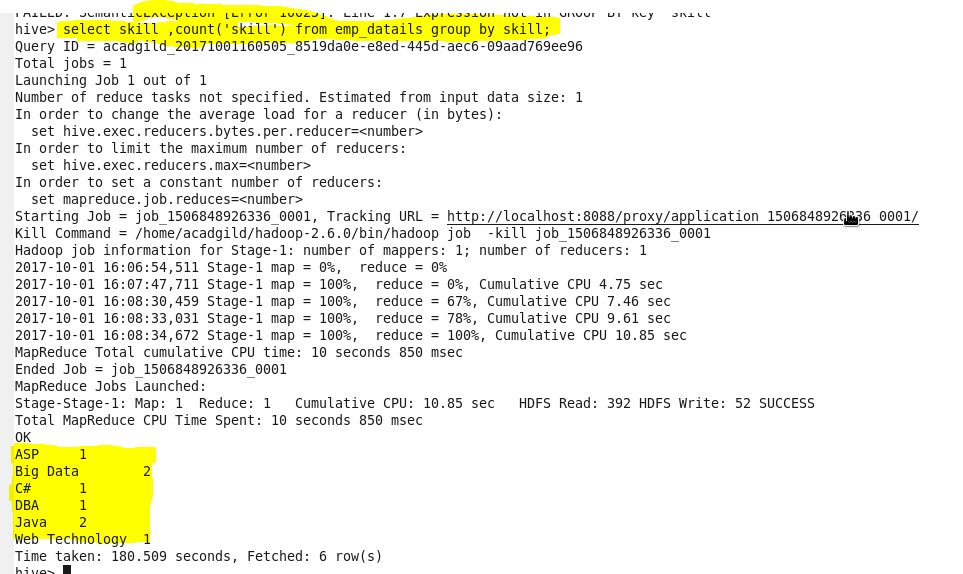 FAILED: SemanticException [Error 10025]: Line 1:7 Expression not in GROUP BY key 'skill'
hive> select skill ,count('skill') from emp_datails group by skill;
Query ID = acadgild_20171001160505_8519da0e-e8ed-445d-aec6-09aad769ee96
Total jobs = 1
Launching Job 1 out of 1
Number of reduce tasks not specified. Estimated from input data size: 1
In order to change the average load for a reducer (in bytes):
  set hive.exec.reducers.bytes.per.reducer=<number>
In order to limit the maximum number of reducers:
  set hive.exec.reducers.max=<number>
In order to set a constant number of reducers:
  set mapreduce.job.reduces=<number>
Starting Job = job_1506848926336_0001, Tracking URL = http://localhost:8088/proxy/application_1506848926336_0001/
Kill Command = /home/acadgild/hadoop-2.6.0/bin/hadoop job  -kill job_1506848926336_0001
Hadoop job information for Stage-1: number of mappers: 1; number of reducers: 1
2017-10-01 16:06:54,511 Stage-1 map = 0%,  reduce = 0%
2017-10-01 16:07:47,711 Stage-1 map = 100%,  reduce = 0%, Cumulative CPU 4.75 sec
2017-10-01 16:08:30,459 Stage-1 map = 100%,  reduce = 67%, Cumulative CPU 7.46 sec
2017-10-01 16:08:33,031 Stage-1 map = 100%,  reduce = 78%, Cumulative CPU 9.61 sec
2017-10-01 16:08:34,672 Stage-1 map = 100%,  reduce = 100%, Cumulative CPU 10.85 sec
MapReduce Total cumulative CPU time: 10 seconds 850 msec
Ended Job = job_1506848926336_0001
MapReduce Jobs Launched:
Stage-Stage-1: Map: 1  Reduce: 1   Cumulative CPU: 10.85 sec   HDFS Read: 392 HDFS Write: 52 SUCCESS
Total MapReduce CPU Time Spent: 10 seconds 850 msec
OK
ASP     1
Big Data        2
C#      1
DBA     1
Java    2
Web Technology  1
Time taken: 180.509 seconds, Fetched: 6 row(s)
hive>